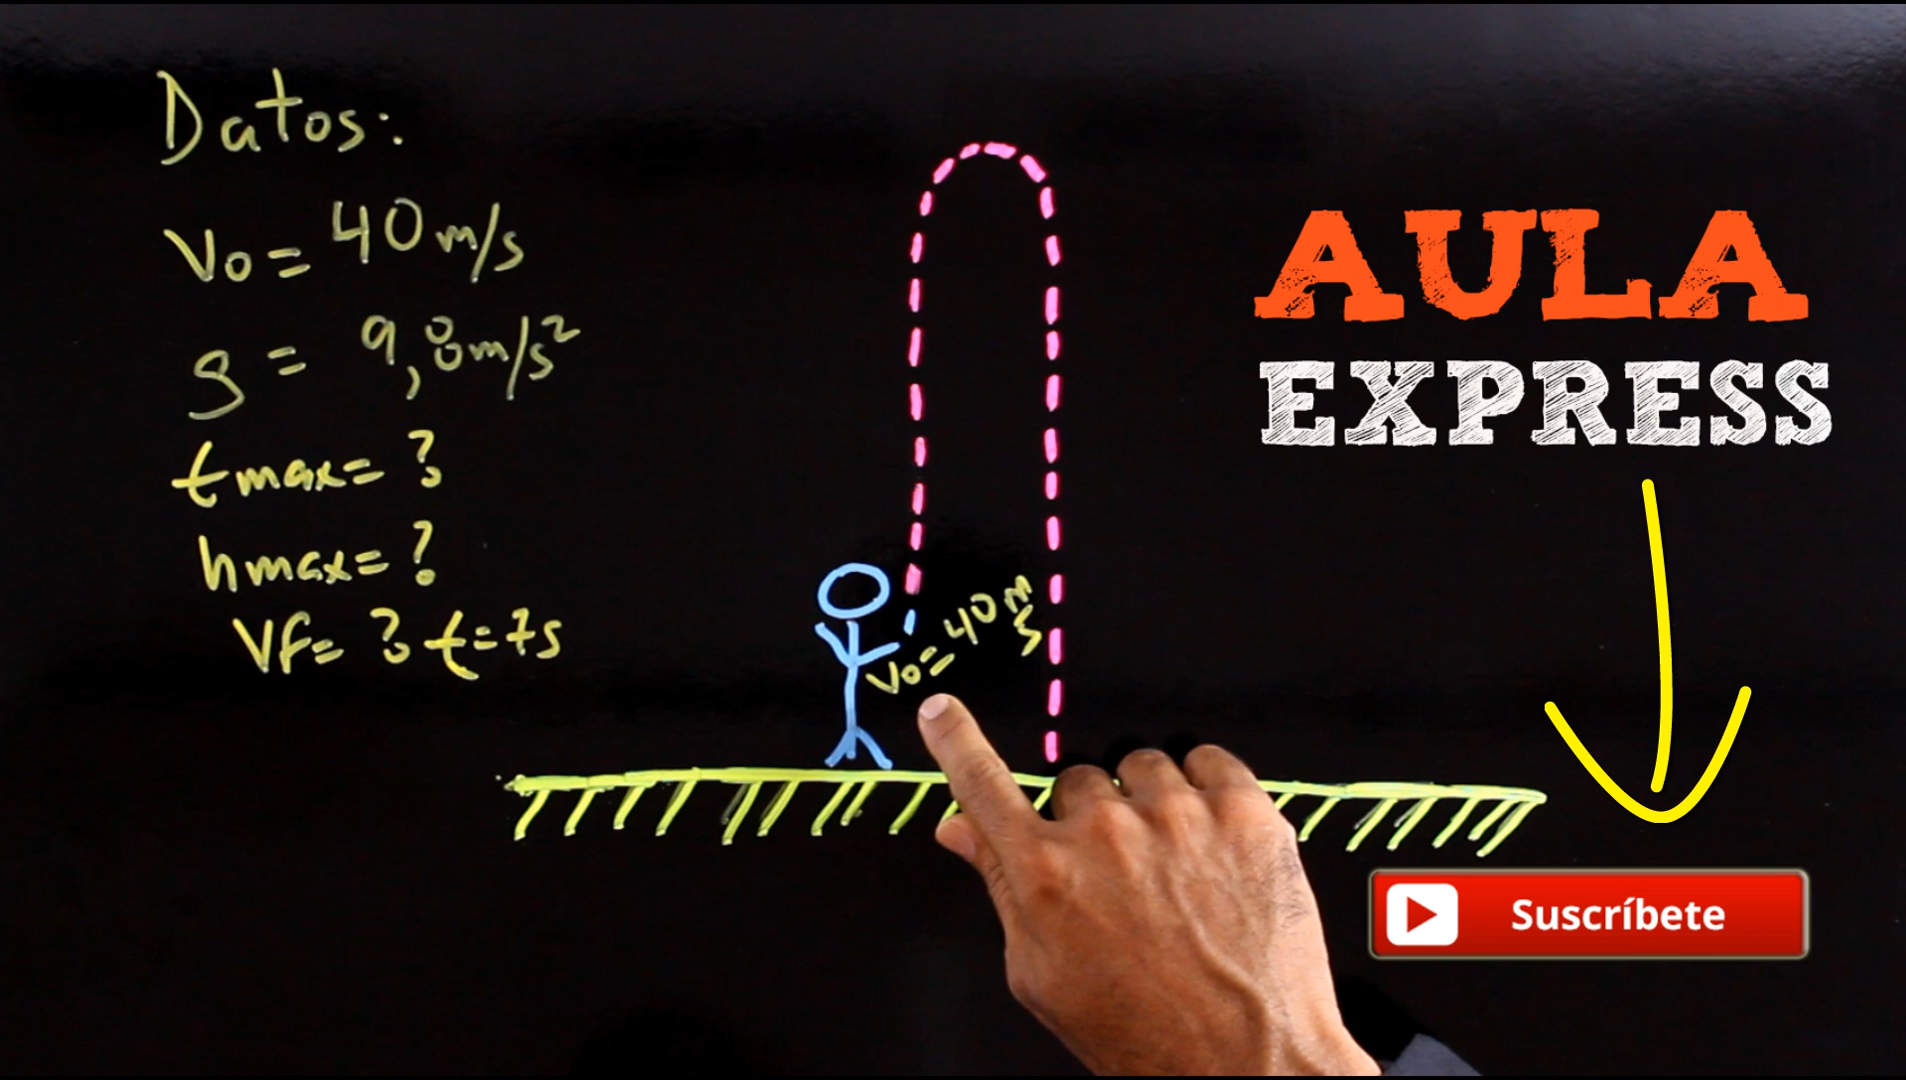 Datos:
Vo = 40 m/s
g = 9,8 m/s²
tmax = ?
hmax = ?
Vf = ? t = 7s
Vo = 40 m/s
AULA
EXPRESS
Suscríbete